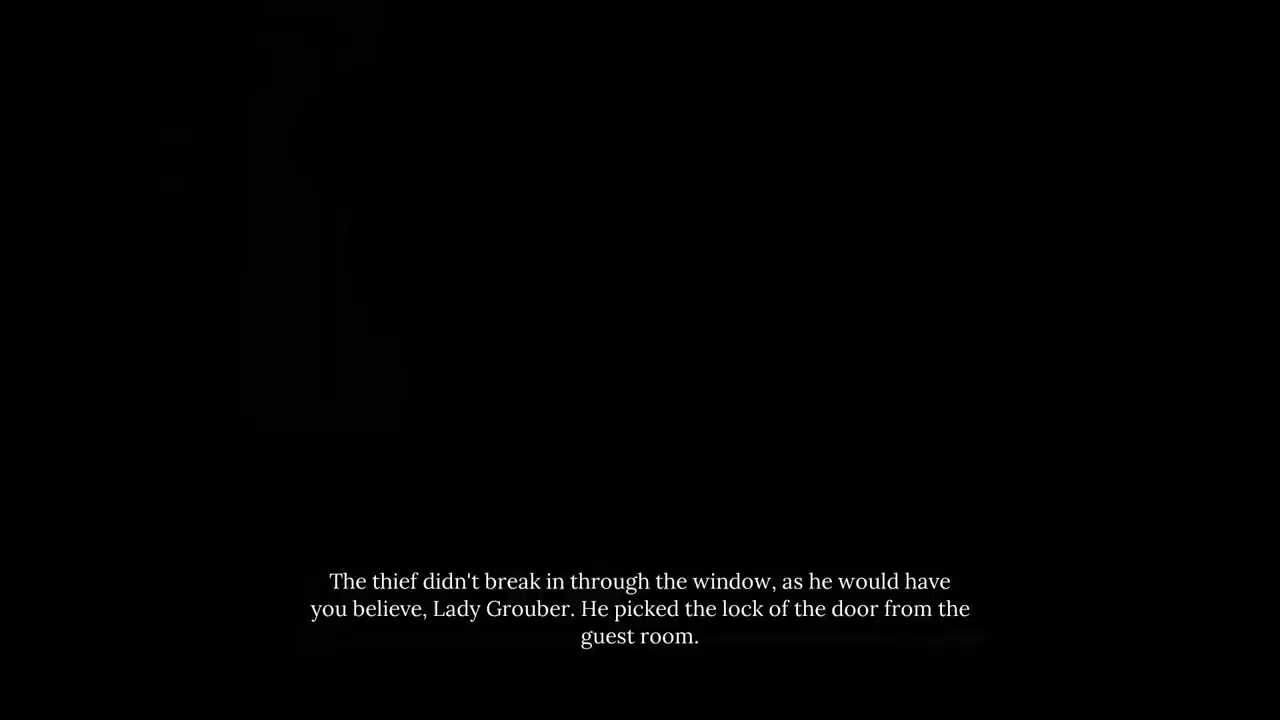 The thief didn't break in through the window, as he would have
you believe, Lady Grouber. He picked the lock of the door from the
guest room.